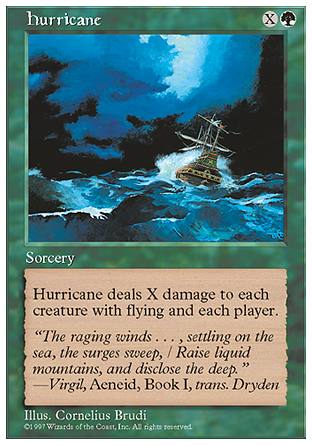 Hurricane X
Sorcery
Hurricane deals X damage to each
creature with flying and each player.
“The raging winds . . . , settling on the
sea, the surges sweep, / Raise liquid
mountains, and disclose the deep.”
—Virgil, Aeneid, Book I, trans. Dryden
Illus. Cornelius Brudi
©1997 Wizards of the Coast, Inc. All rights reserved.